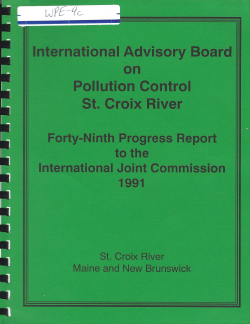 WPE-4c
International Advisory Board
on
Pollution Control
St. Croix River
Forty-Ninth Progress Report
to the
International Joint Commission
1991
St. Croix River
Maine and New Brunswick